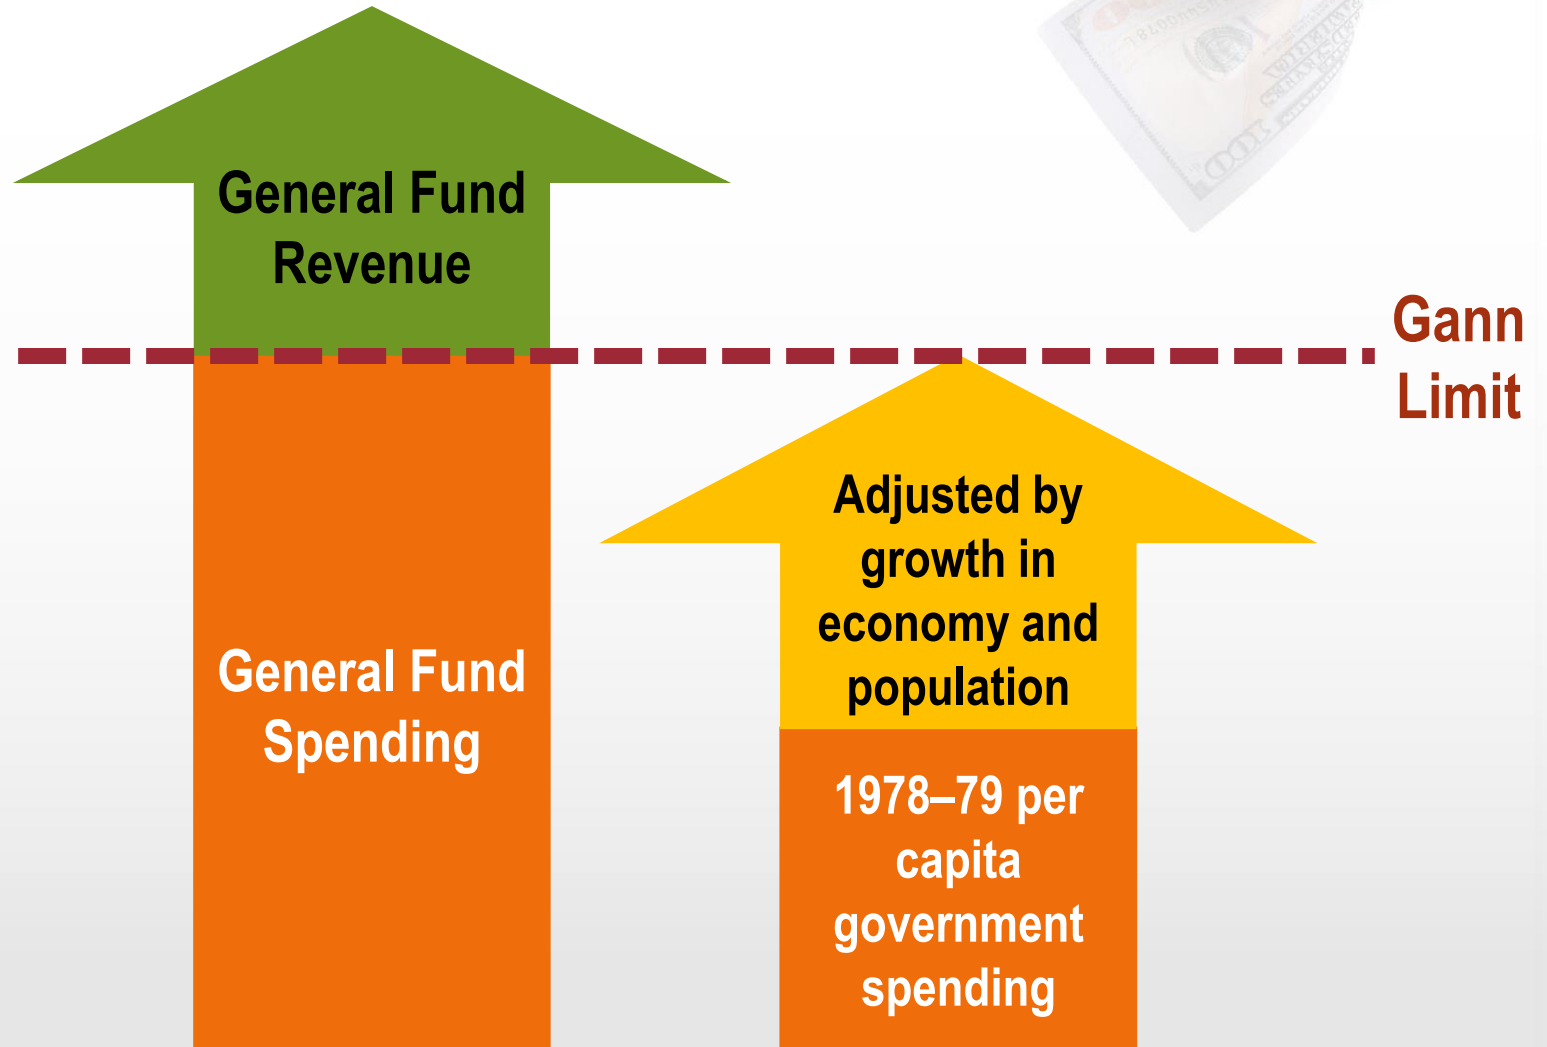 General Fund
Revenue
Gann
Limit
Adjusted by
growth in
economy and
population
General Fund
Spending
1978–79 per
capita
government
spending